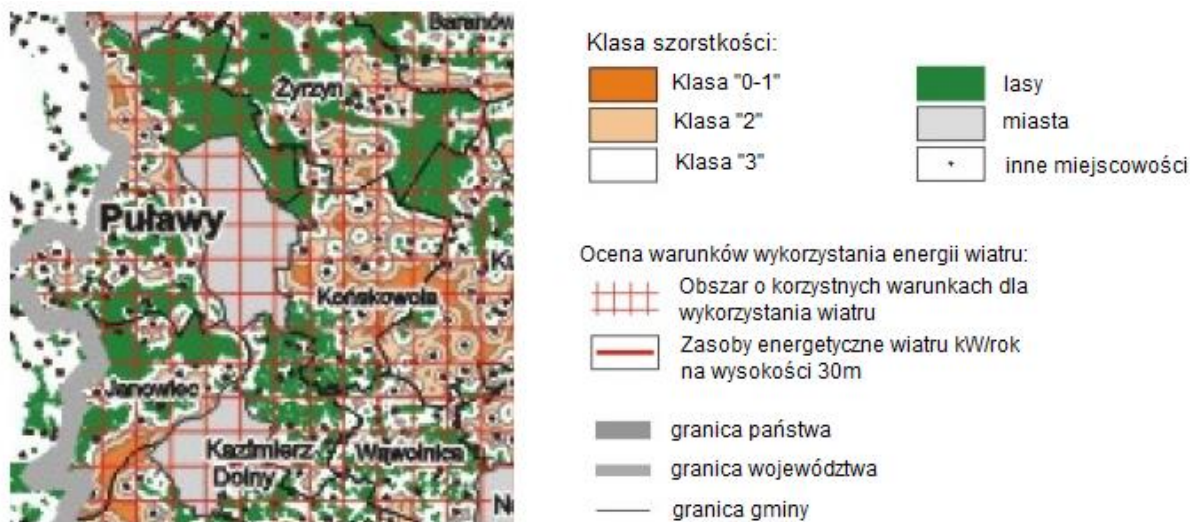 Baranów
Żyrzyn
Puławy
Końskowola
Janowiec
Kazimierz
Dolny
Wąwolnica
Klasa szorstkości:
Klasa "0-1"
Klasa "2"
Klasa "3"
lasy
miasta
inne miejscowości
Ocena warunków wykorzystania energii wiatru:
Obszar o korzystnych warunkach dla
wykorzystania wiatru
Zasoby energetyczne wiatru kW/rok
na wysokości 30m
granica państwa
granica województwa
granica gminy